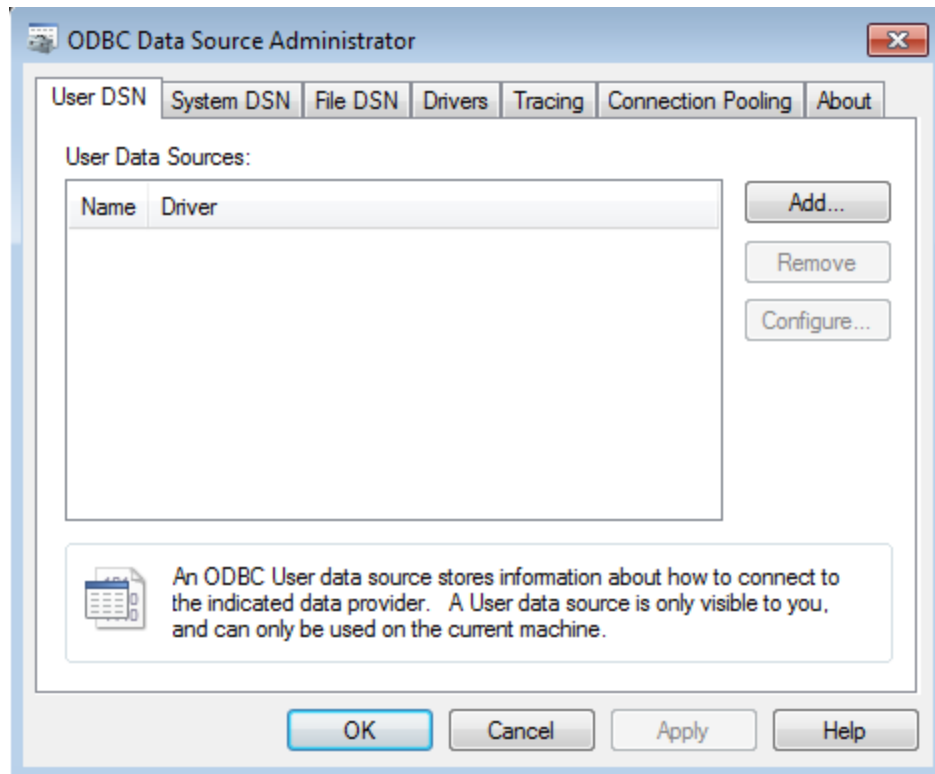 ODBC Data Source Administrator
User DSN System DSN File DSN Drivers Tracing Connection Pooling About
User Data Sources:
Name Driver
Add...
Remove
Configure...
An ODBC User data source stores information about how to connect to
the indicated data provider. A User data source is only visible to you,
and can only be used on the current machine.
OK Cancel Apply Help